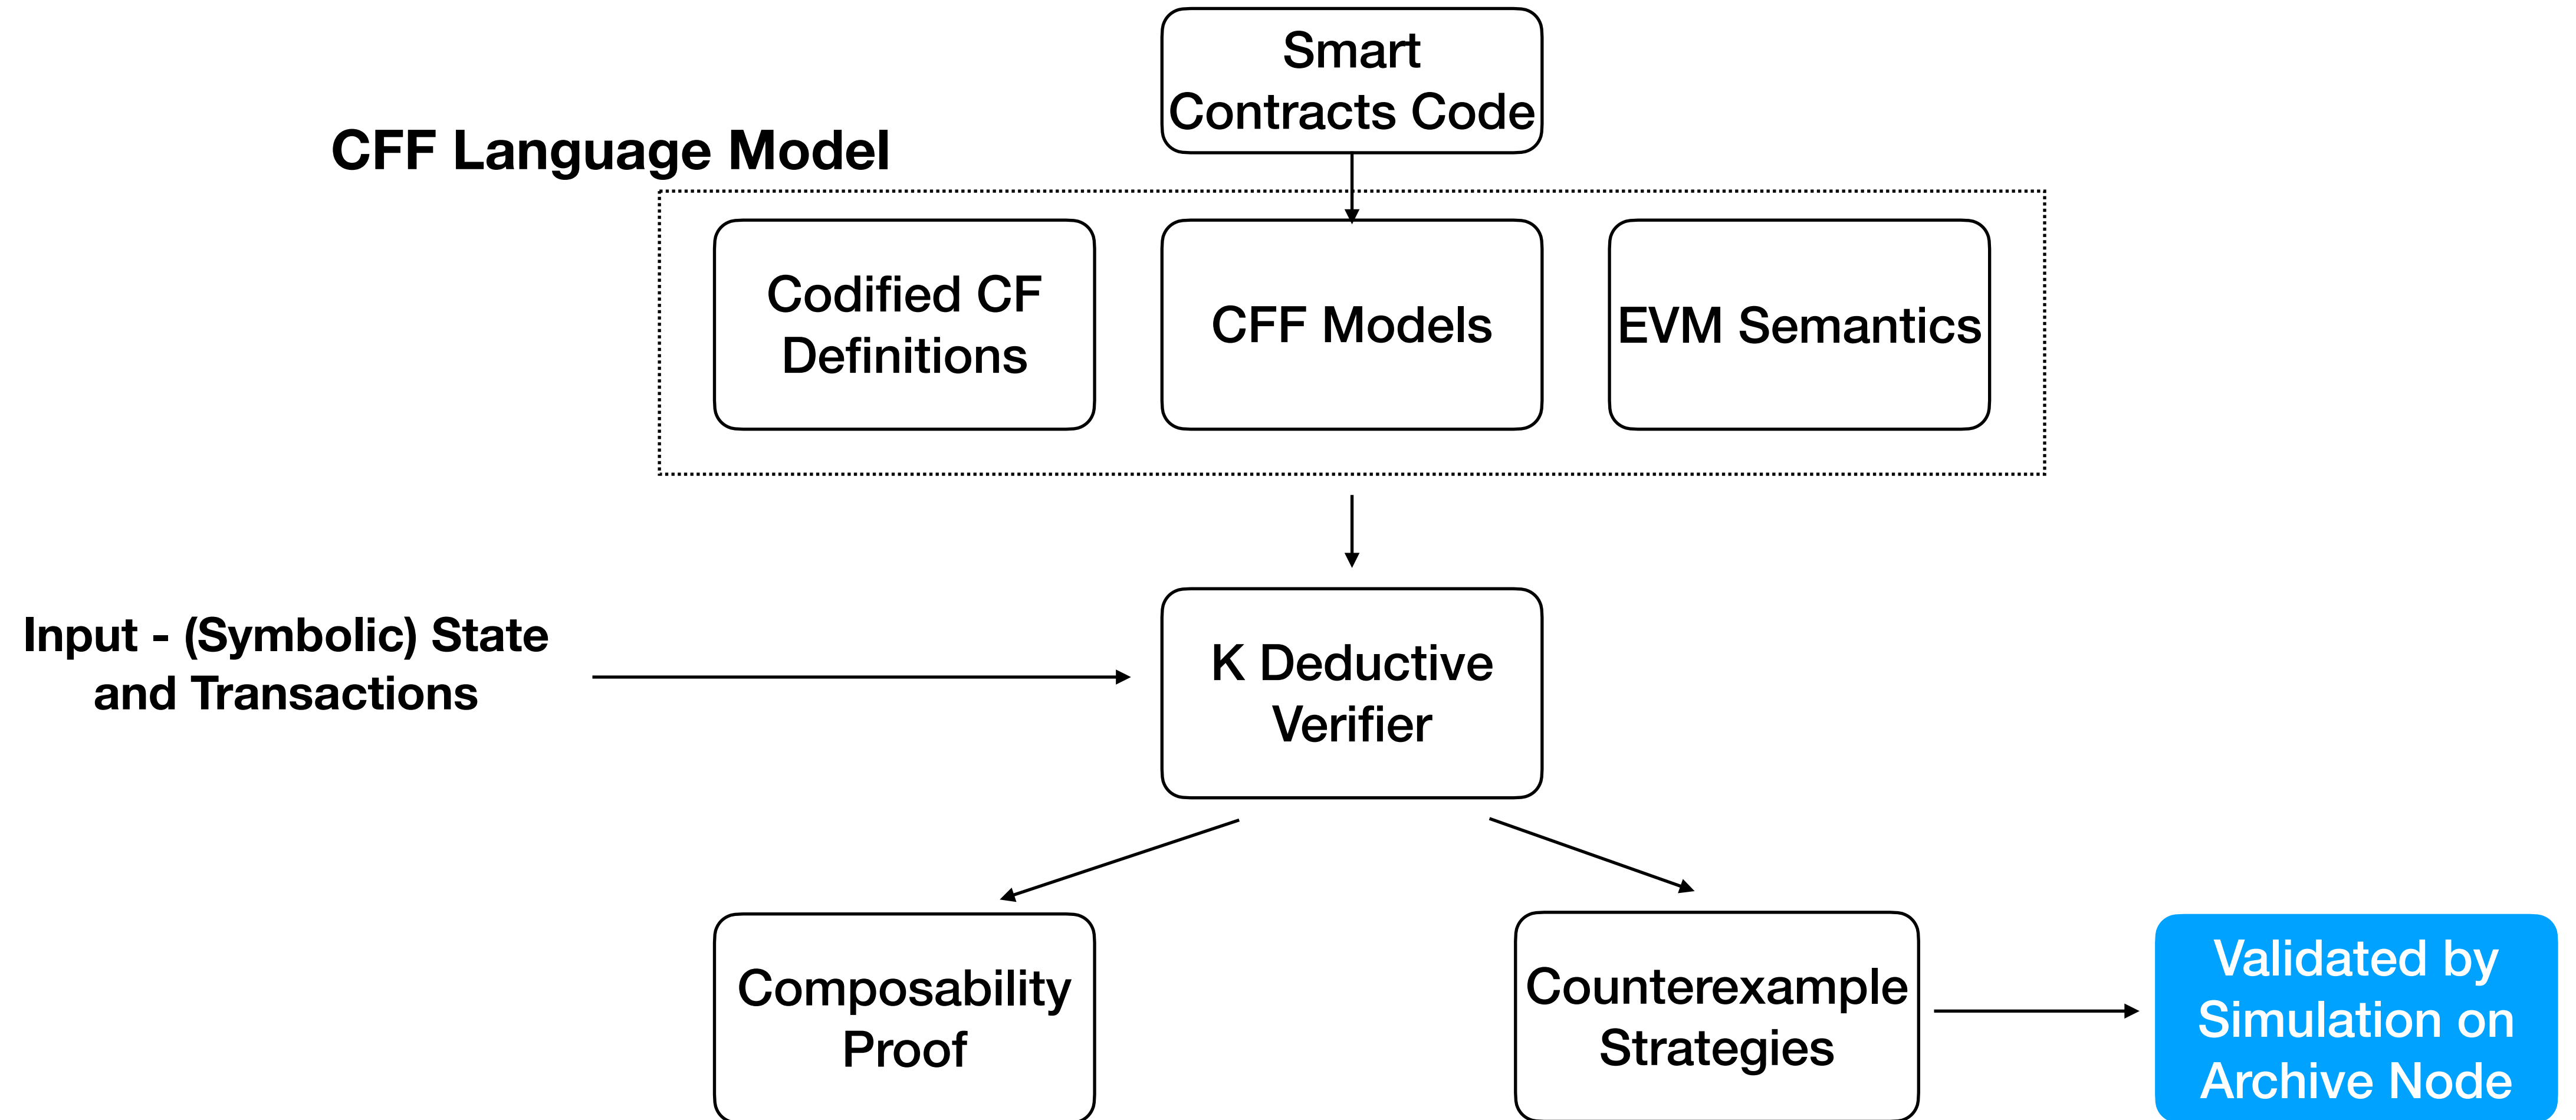 Smart
Contracts Code
CFF Language Model
Codified CF
Definitions
CFF Models
EVM Semantics
Input - (Symbolic) State
and Transactions
K Deductive
Verifier
Composability
Proof
Counterexample
Strategies
Validated by
Simulation on
Archive Node